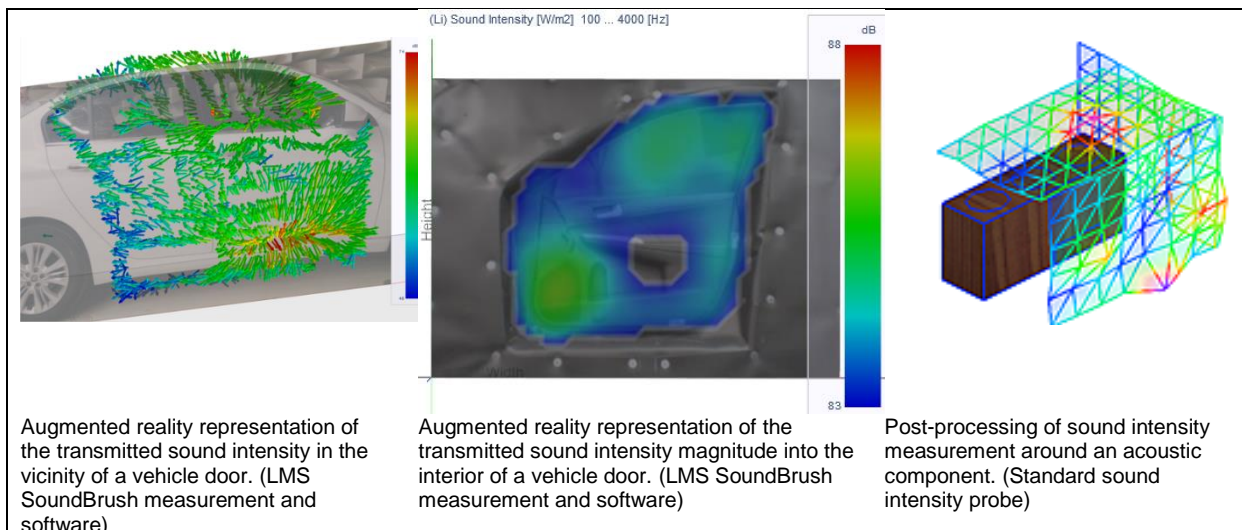 (Li) Sound Intensity [W/m2] 100 ... 4000 [Hz]
dB
88
Height
Width
83
Augmented reality representation of
the transmitted sound intensity in the
vicinity of a vehicle door. (LMS
SoundBrush measurement and
software)
Augmented reality representation of the
transmitted sound intensity magnitude into the
interior of a vehicle door. (LMS SoundBrush
measurement and software)
Post-processing of sound intensity
measurement around an acoustic
component. (Standard sound
intensity probe)